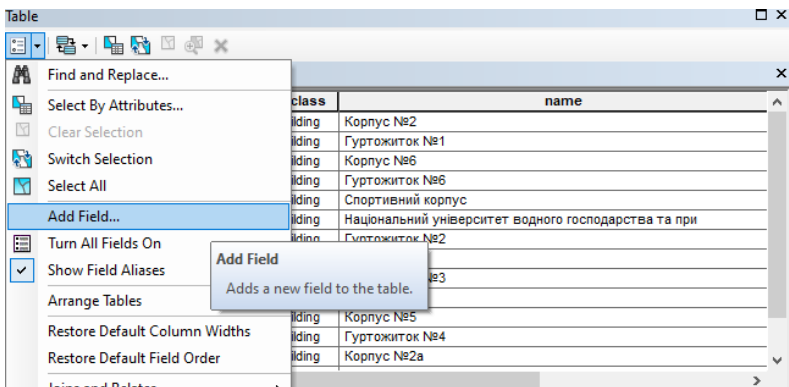 Table
Find and Replace...
Select By Attributes...
Clear Selection
Switch Selection
Select All
Add Field...
Turn All Fields On
Show Field Aliases
Arrange Tables
Restore Default Column Widths
Restore Default Field Order
Add Field
Adds a new field to the table.
class name
ilding Корпус №2
ilding Гуртожиток №1
ilding Корпус №6
ilding Гуртожиток №6
ilding Спортивний корпус
ilding Національний університет водного господарства та при
ilding Гуртожиток №2
№3
ilding Корпус №5
ilding Гуртожиток №4
ilding Корпус №2а